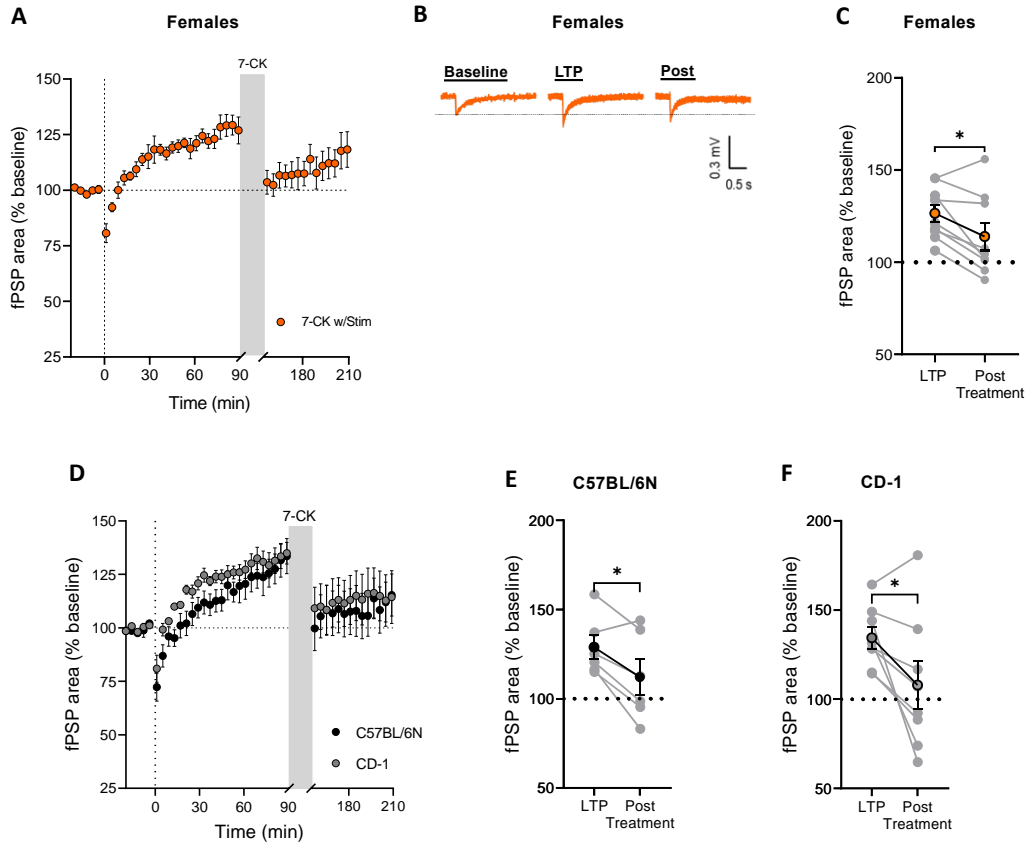 A
Females
7-CK
150
125
100
75
50
25
fPSP area (% baseline)
7-CK w/Stim
0
30
60
90
180
210
Time (min)
B
Females
Baseline
LTP
Post
0.3 mV
0.5 s
C
Females
200
150
100
50
fPSP area (% baseline)
*
LTP
Post
Treatment
D
7-CK
150
125
100
75
50
25
fPSP area (% baseline)
C57BL/6N
CD-1
0
30
60
90
180
210
Time (min)
E
C57BL/6N
200
150
100
50
fPSP area (% baseline)
*
LTP
Post
Treatment
F
CD-1
200
150
100
50
fPSP area (% baseline)
*
LTP
Post
Treatment